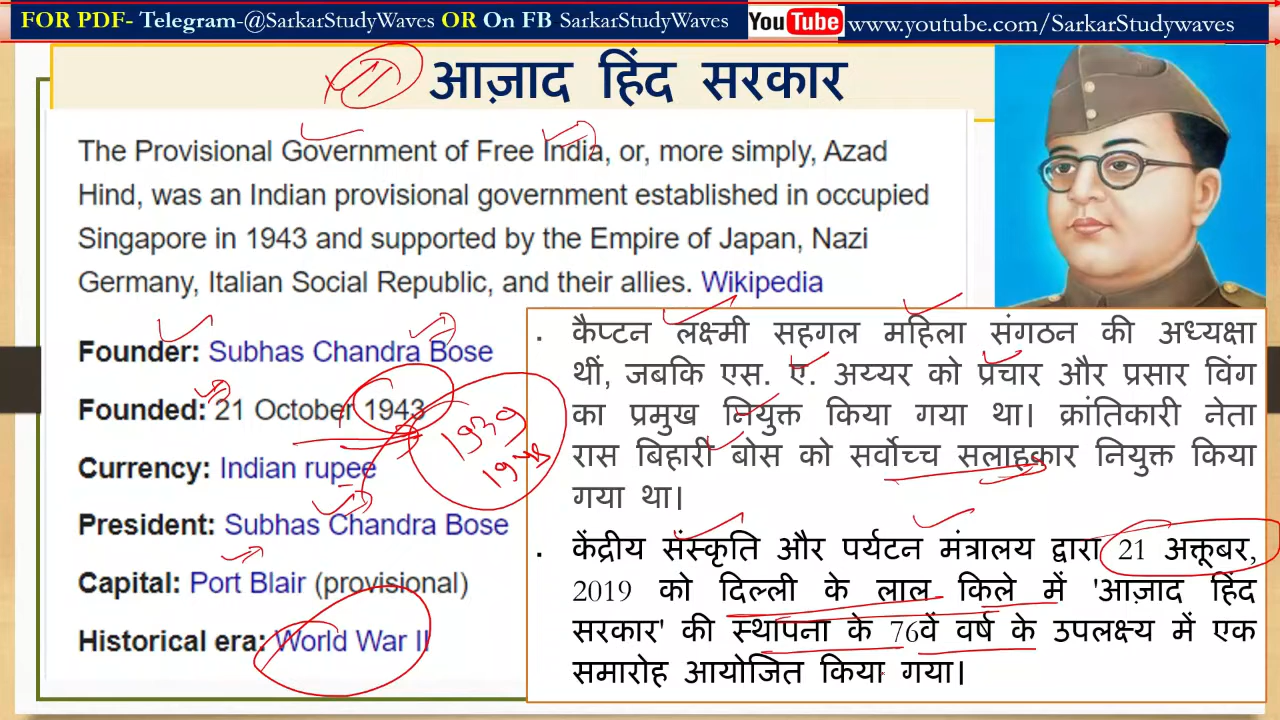 FOR PDF- Telegram-@SarkarStudyWaves OR On FB SarkarStudyWaves YouTube www.youtube.com/SarkarStudyWaves
आज़ाद हिंद सरकार
The Provisional Government of Free India, or, more simply, Azad
Hind, was an Indian provisional government established in occupied
Singapore in 1943 and supported by the Empire of Japan, Nazi
Germany, Italian Social Republic, and their allies. Wikipedia
Founder: Subhas Chandra Bose
Founded: 21 October 1943
Currency: Indian rupee
President: Subhas Chandra Bose
Capital: Port Blair (provisional)
Historical era: World War II
1939
• कैप्टन लक्ष्मी सहगल महिला संगठन की अध्यक्षा
थीं, जबकि एस. ए. अय्यर को प्रचार और प्रसार विंग
का प्रमुख नियुक्त किया गया था। क्रांतिकारी नेता
रास बिहारी बोस को सर्वोच्च सलाहकार नियुक्त किया
गया था।
• केंद्रीय संस्कृति और पर्यटन मंत्रालय द्वारा 21 अक्तूबर,
2019 को दिल्ली के लाल किले में 'आज़ाद हिंद
सरकार' की स्थापना के 76वें वर्ष के उपलक्ष्य में एक
समारोह आयोजित किया गया।